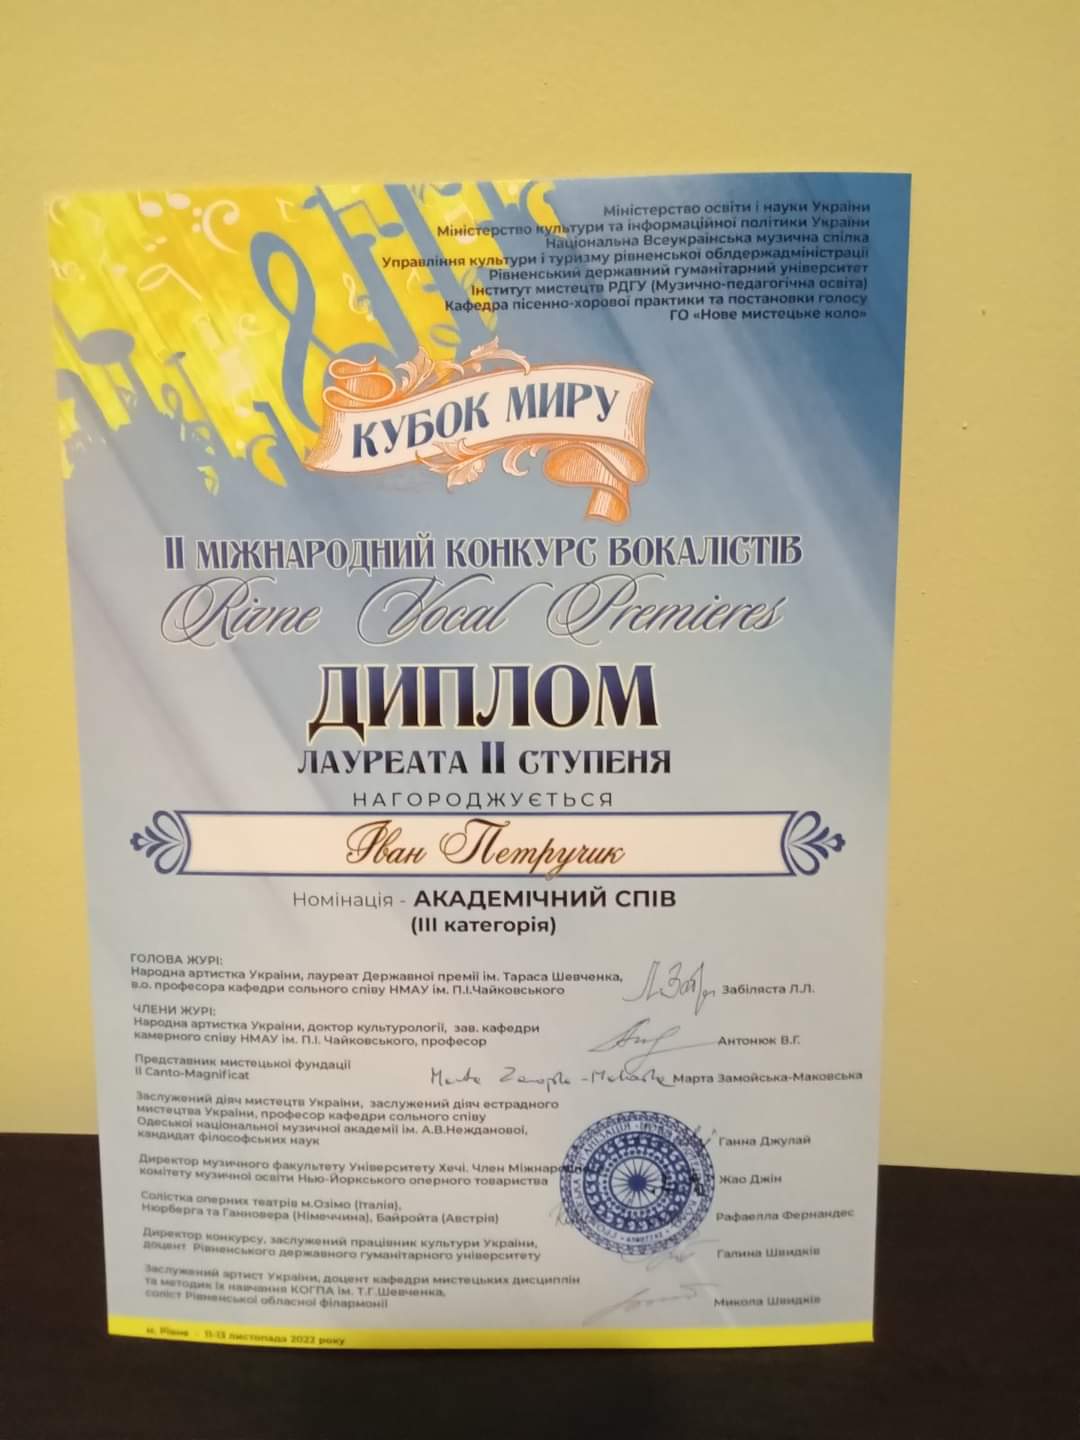 Міністерство освіти і науки України
Міністерство культури та інформаційної політики України
Національна Всеукраїнська музична спілка
Управління культури і туризму рівненської облдержадміністрації
Рівненський державний гуманітарний університет
Інститут мистецтв РДГУ (Музично-педагогічна освіта)
Кафедра пісенно-хорової практики та постановки голосу
ГО «Нове мистецьке коло»
КУБОК МИРУ
II МІЖНАРОДНИЙ КОНКУРС ВОКАЛІСТІВ
Rivne Vocal Premieres
ДИПЛОМ
ЛАУРЕАТА II СТУПЕНЯ
НАГОРОДЖУЄТЬСЯ
Іван Петручик
Номінація - АКАДЕМІЧНИЙ СПІВ
(III категорія)
ГОЛОВА ЖУРІ:
Народна артистка України, лауреат Державної премії ім. Тараса Шевченка,
в.о. професора кафедри сольного співу НМАУ ім. П.І.Чайковського Забіляста Л.Л.
ЧЛЕНИ ЖУРІ:
Народна артистка України, доктор культурології, зав. кафедри
камерного співу НМАУ ім. П.І. Чайковського, професор Антонюк В.Г.
Представник мистецької фундації
Il Canto-Magnificat Марта Замойська-Маковська
Заслужений діяч мистецтв України, заслужений діяч естрадного
мистецтва України, професор кафедри сольного співу
Одеської національної музичної академії ім. А.В.Нежданової,
кандидат філософських наук Ганна Джулай
Директор музичного факультету Університету Хечі. Член Міжнародного
комітету музичної освіти Нью-Йоркського оперного товариства Жао Джін
Солістка оперних театрів м.Озімо (Італія),
Нюрберга та Ганновера (Німеччина), Байройта (Австрія) Рафаелла Фернандес
Директор конкурсу, заслужений працівник культури України,
доцент Рівненського державного гуманітарного університету Галина Швидків
Заслужений артист України, доцент кафедри мистецьких дисциплін
та методик їх навчання КОГПА ім. Т.Г.Шевченка,
соліст Рівненської обласної філармонії Микола Швидків
м. Рівне - 11-13 листопада 2022 року